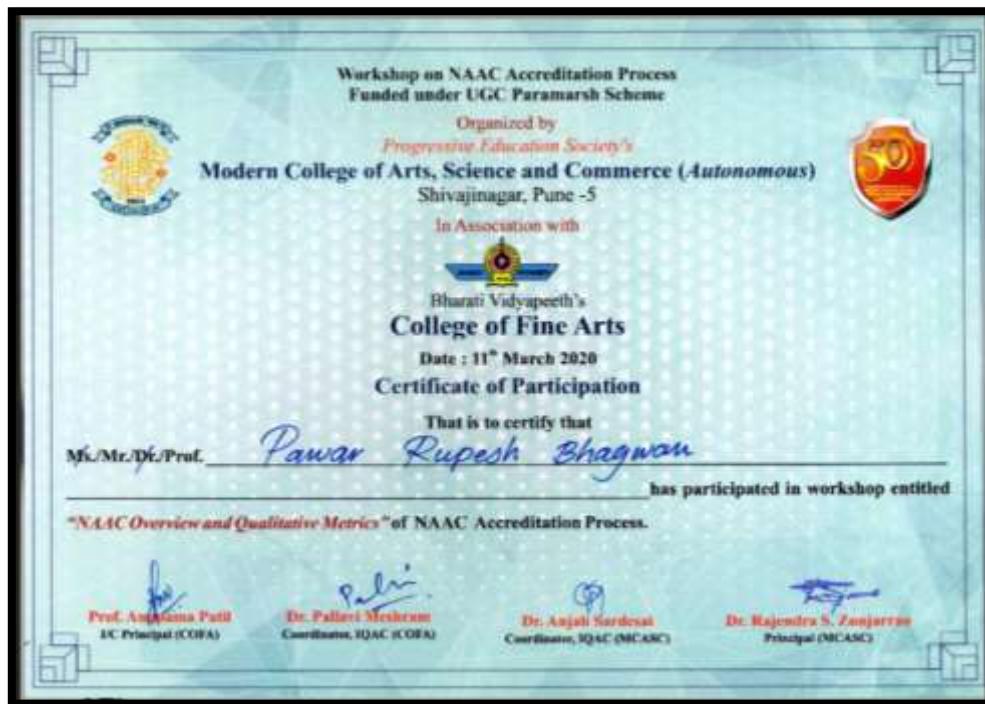 Workshop on NAAC Accreditation Process
Funded under UGC Paramarsh Scheme
Organized by
Progressive Education Society's
Modern College of Arts, Science and Commerce (Autonomous)
Shivajinagar, Pune -5
In Association with
50
Bharati Vidyapeeth's
College of Fine Arts
Date : 11th March 2020
Certificate of Participation
That is to certify that
Ms./Mr./Dr./Prof. Pawar Rupesh Bhagwan
has participated in workshop entitled
"NAAC Overview and Qualitative Metrics" of NAAC Accreditation Process.
Prof. Patil
I/C Principal (COFA)
Dr. Pallavi Meshram
Coordinator, IQAC (COFA)
Dr. Anjali Sardesai
Coordinator, IQAC (MCASC)
Dr. Rajendra S. Zunjarrao
Principal (MCASC)